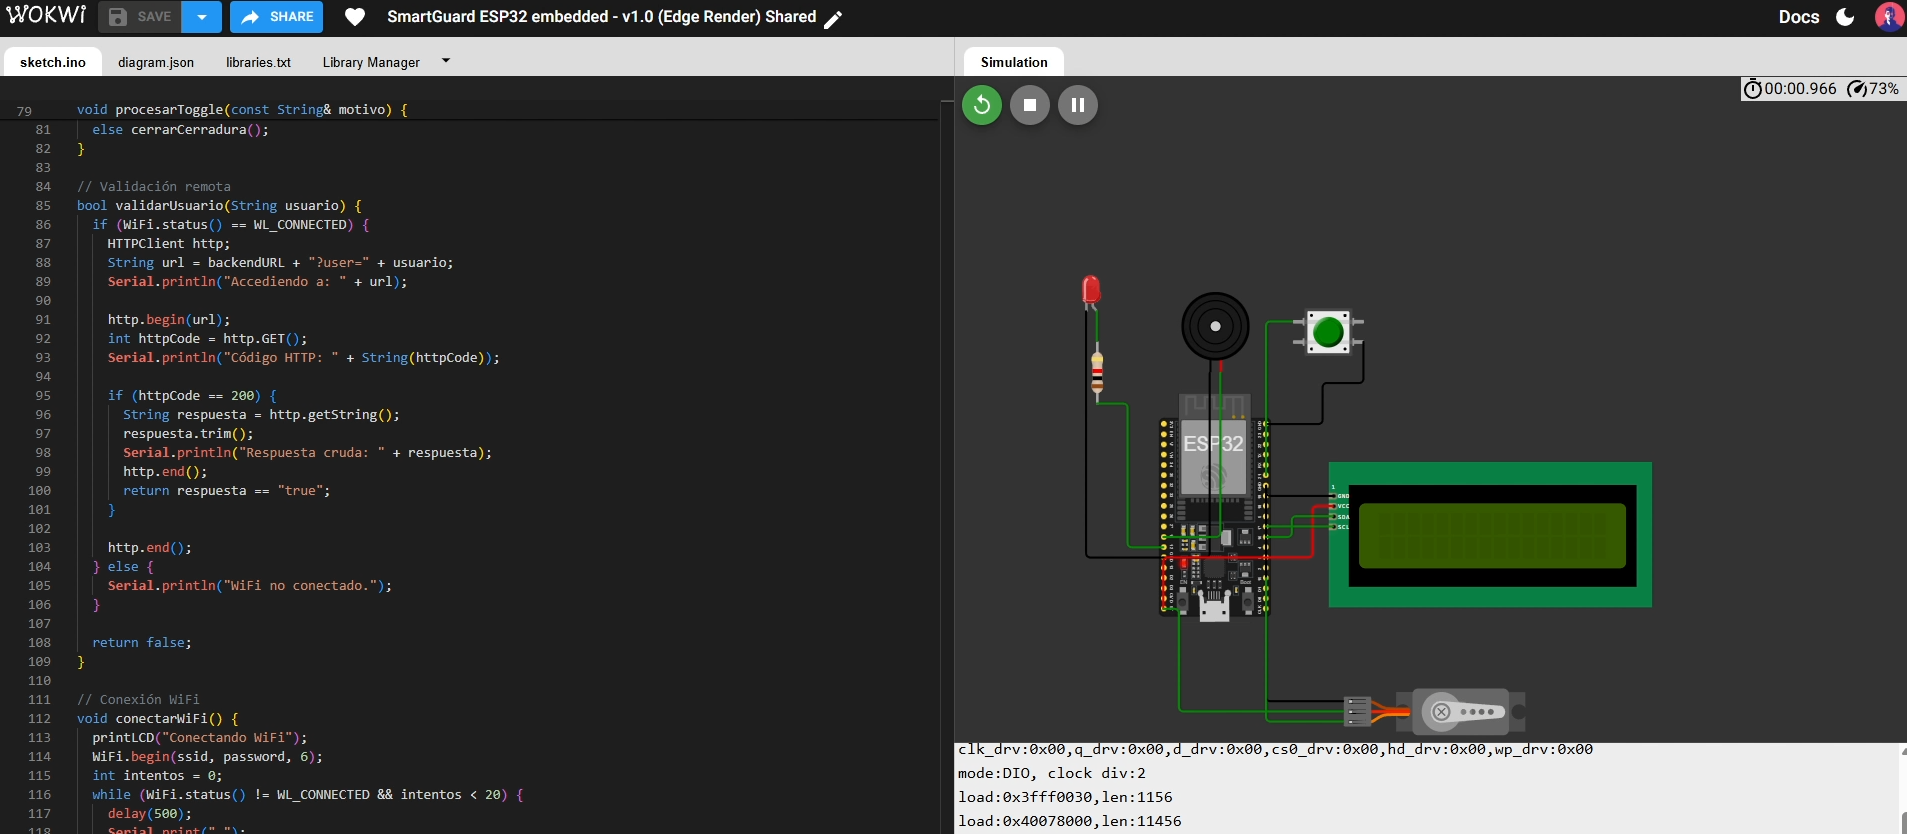 WOKWI SAVE SHARE SmartGuard ESP32 embedded - v1.0 (Edge Render) Shared Docs
sketch.ino diagram.json libraries.txt Library Manager
79 void procesarToggle(const String& motivo) {
81 else cerrarCerradura();
82 }
83
84 // Validación remota
85 bool validarUsuario(String usuario) {
86 if (WiFi.status() == WL_CONNECTED) {
87 HTTPClient http;
88 String url = backendURL + "?user=" + usuario;
89 Serial.println("Accediendo a: " + url);
90
91 http.begin(url);
92 int httpCode = http.GET();
93 Serial.println("Código HTTP: " + String(httpCode));
94
95 if (httpCode == 200) {
96 String respuesta = http.getString();
97 respuesta.trim();
98 Serial.println("Respuesta cruda: " + respuesta);
99 http.end();
100 return respuesta == "true";
101 }
102
103 http.end();
104 } else {
105 Serial.println("WiFi no conectado.");
106 }
107
108 return false;
109 }
110
111 // Conexión WiFi
112 void conectarWiFi() {
113 printLCD("Conectando WiFi");
114 WiFi.begin(ssid, password, 6);
115 int intentos = 0;
116 while (WiFi.status() != WL_CONNECTED && intentos < 20) {
117 delay(500);
118 Serial.print(".");
Simulation
00:00.966 73%
ESP32
1
GND
VCC
SDA
SCL
clk_drv:0x00,q_drv:0x00,d_drv:0x00,cs0_drv:0x00,hd_drv:0x00,wp_drv:0x00
mode:DIO, clock div:2
load:0x3fff0030,len:1156
load:0x40078000,len:11456